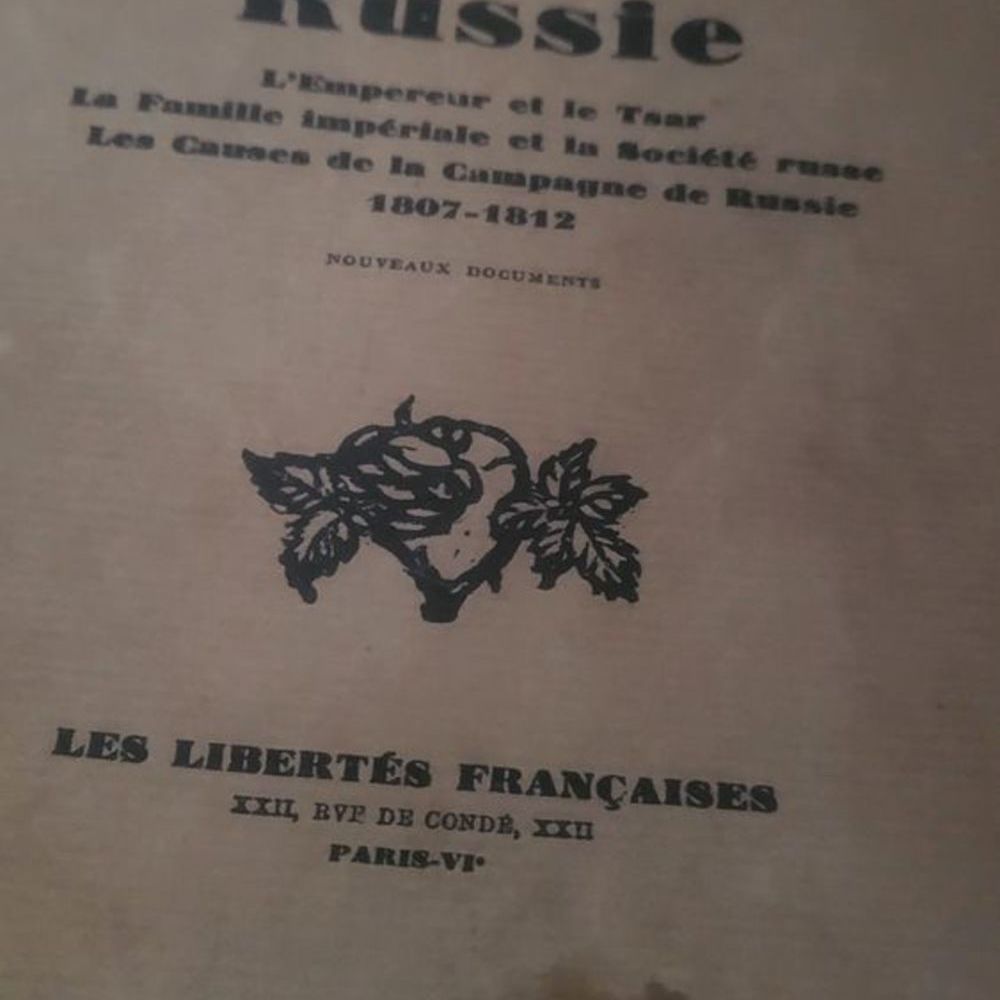 Russie
L'Empereur et le Tsar
La Famille impériale et la Société russe
Les Causes de la Campagne de Russie
1807-1812
NOUVEAUX DOCUMENTS
LES LIBERTÉS FRANÇAISES
XXII, RVE DE CONDÉ, XXII
PARIS-VIᵉ